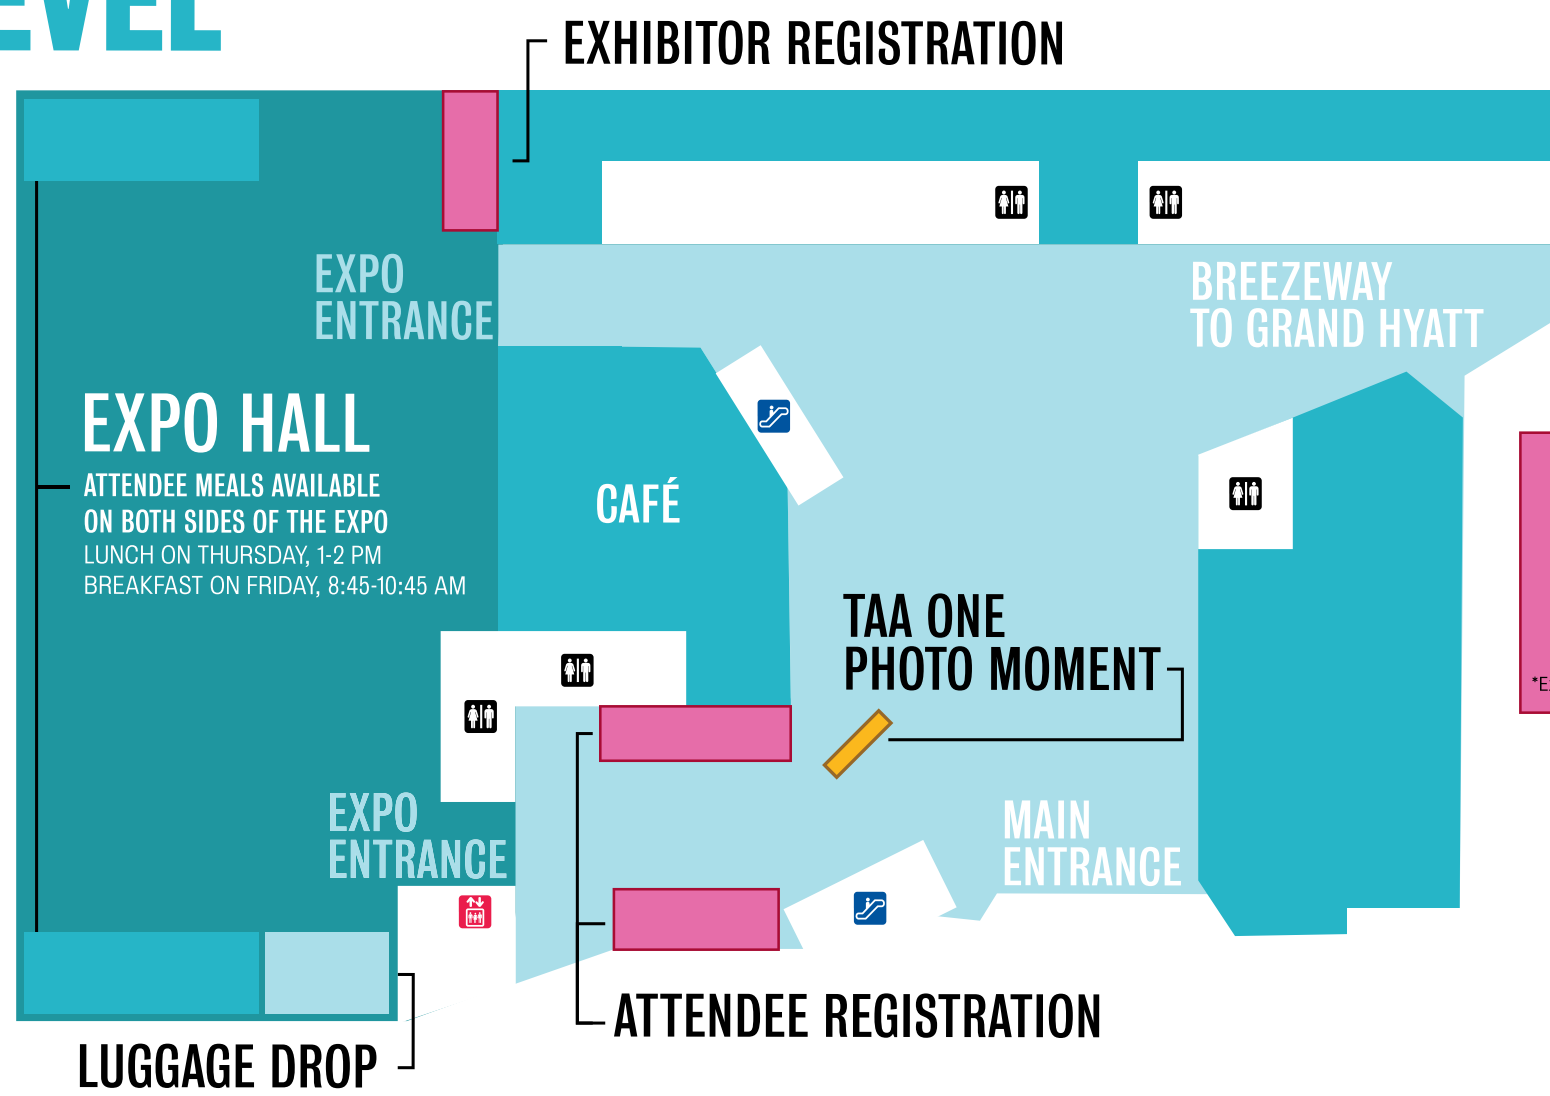 EVEL
EXHIBITOR REGISTRATION
EXPO
ENTRANCE
BREEZEWAY
TO GRAND HYATT
EXPO HALL
ATTENDEE MEALS AVAILABLE
ON BOTH SIDES OF THE EXPO
LUNCH ON THURSDAY, 1-2 PM
BREAKFAST ON FRIDAY, 8:45-10:45 AM
CAFÉ
TAA ONE
PHOTO MOMENT
EXPO
ENTRANCE
MAIN
ENTRANCE
ATTENDEE REGISTRATION
LUGGAGE DROP